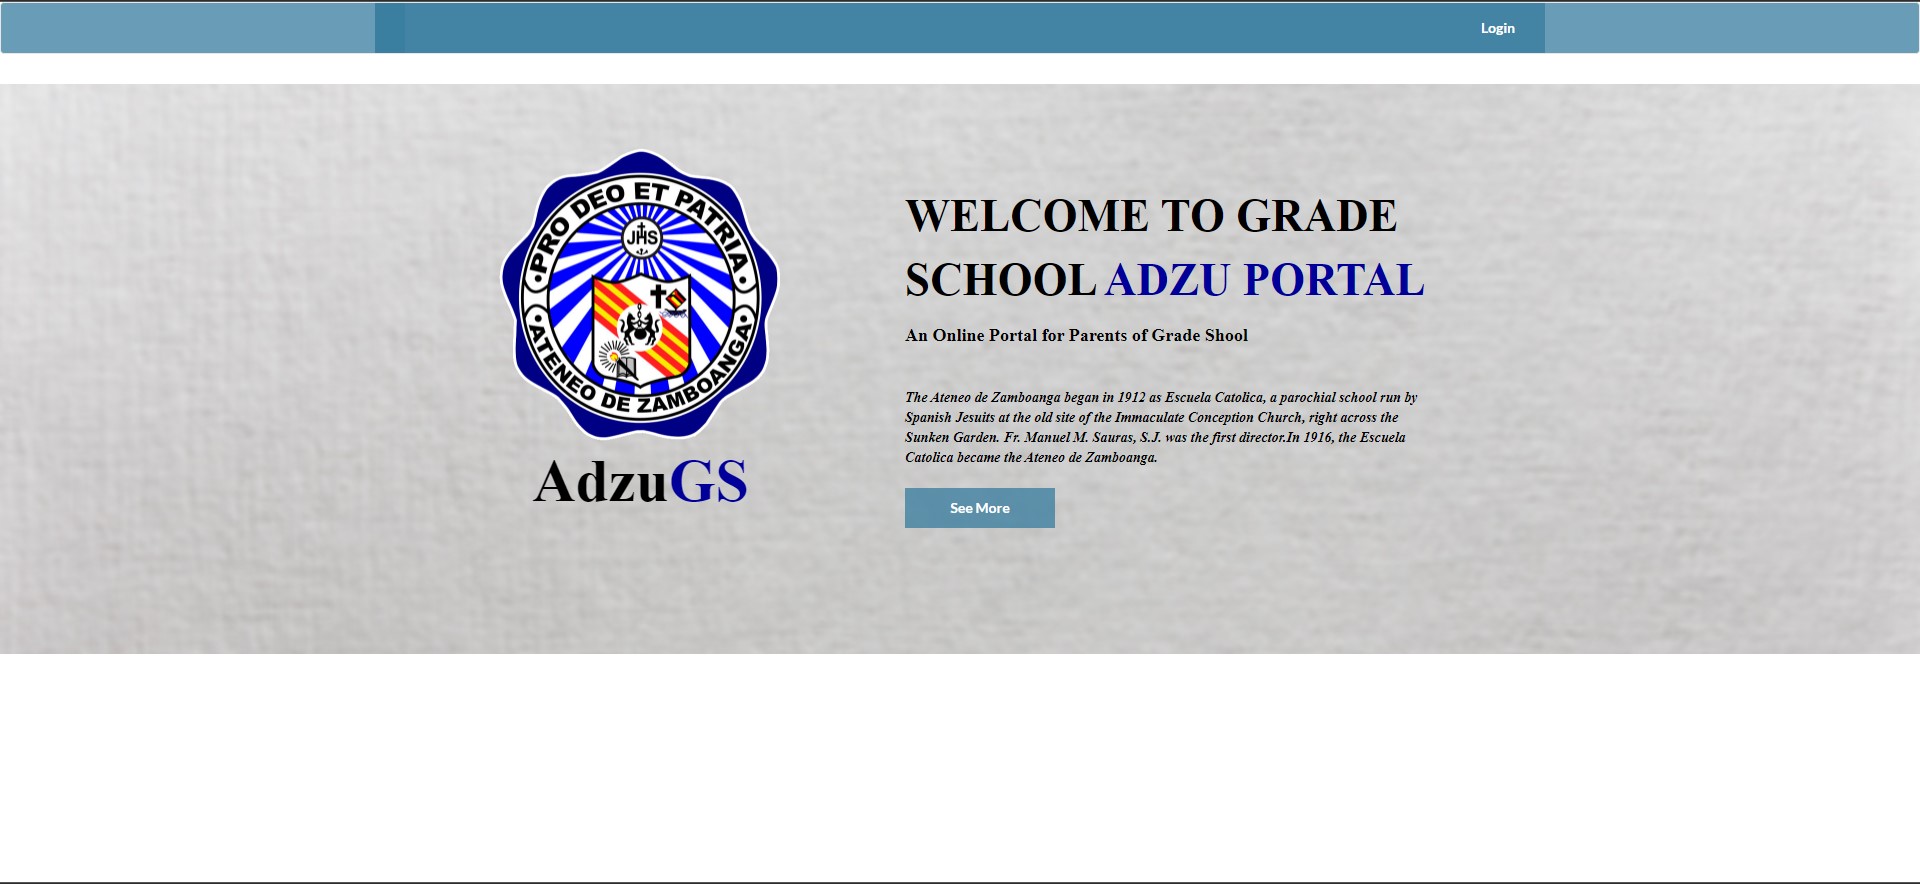 Login
PRO DEO ET PATRIA
JHS
ATENEO DE ZAMBOANGA
AdzuGS
WELCOME TO GRADE
SCHOOL ADZU PORTAL
An Online Portal for Parents of Grade Shool
The Ateneo de Zamboanga began in 1912 as Escuela Catolica, a parochial school run by
Spanish Jesuits at the old site of the Immaculate Conception Church, right across the
Sunken Garden. Fr. Manuel M. Sauras, S.J. was the first director.In 1916, the Escuela
Catolica became the Ateneo de Zamboanga.
See More